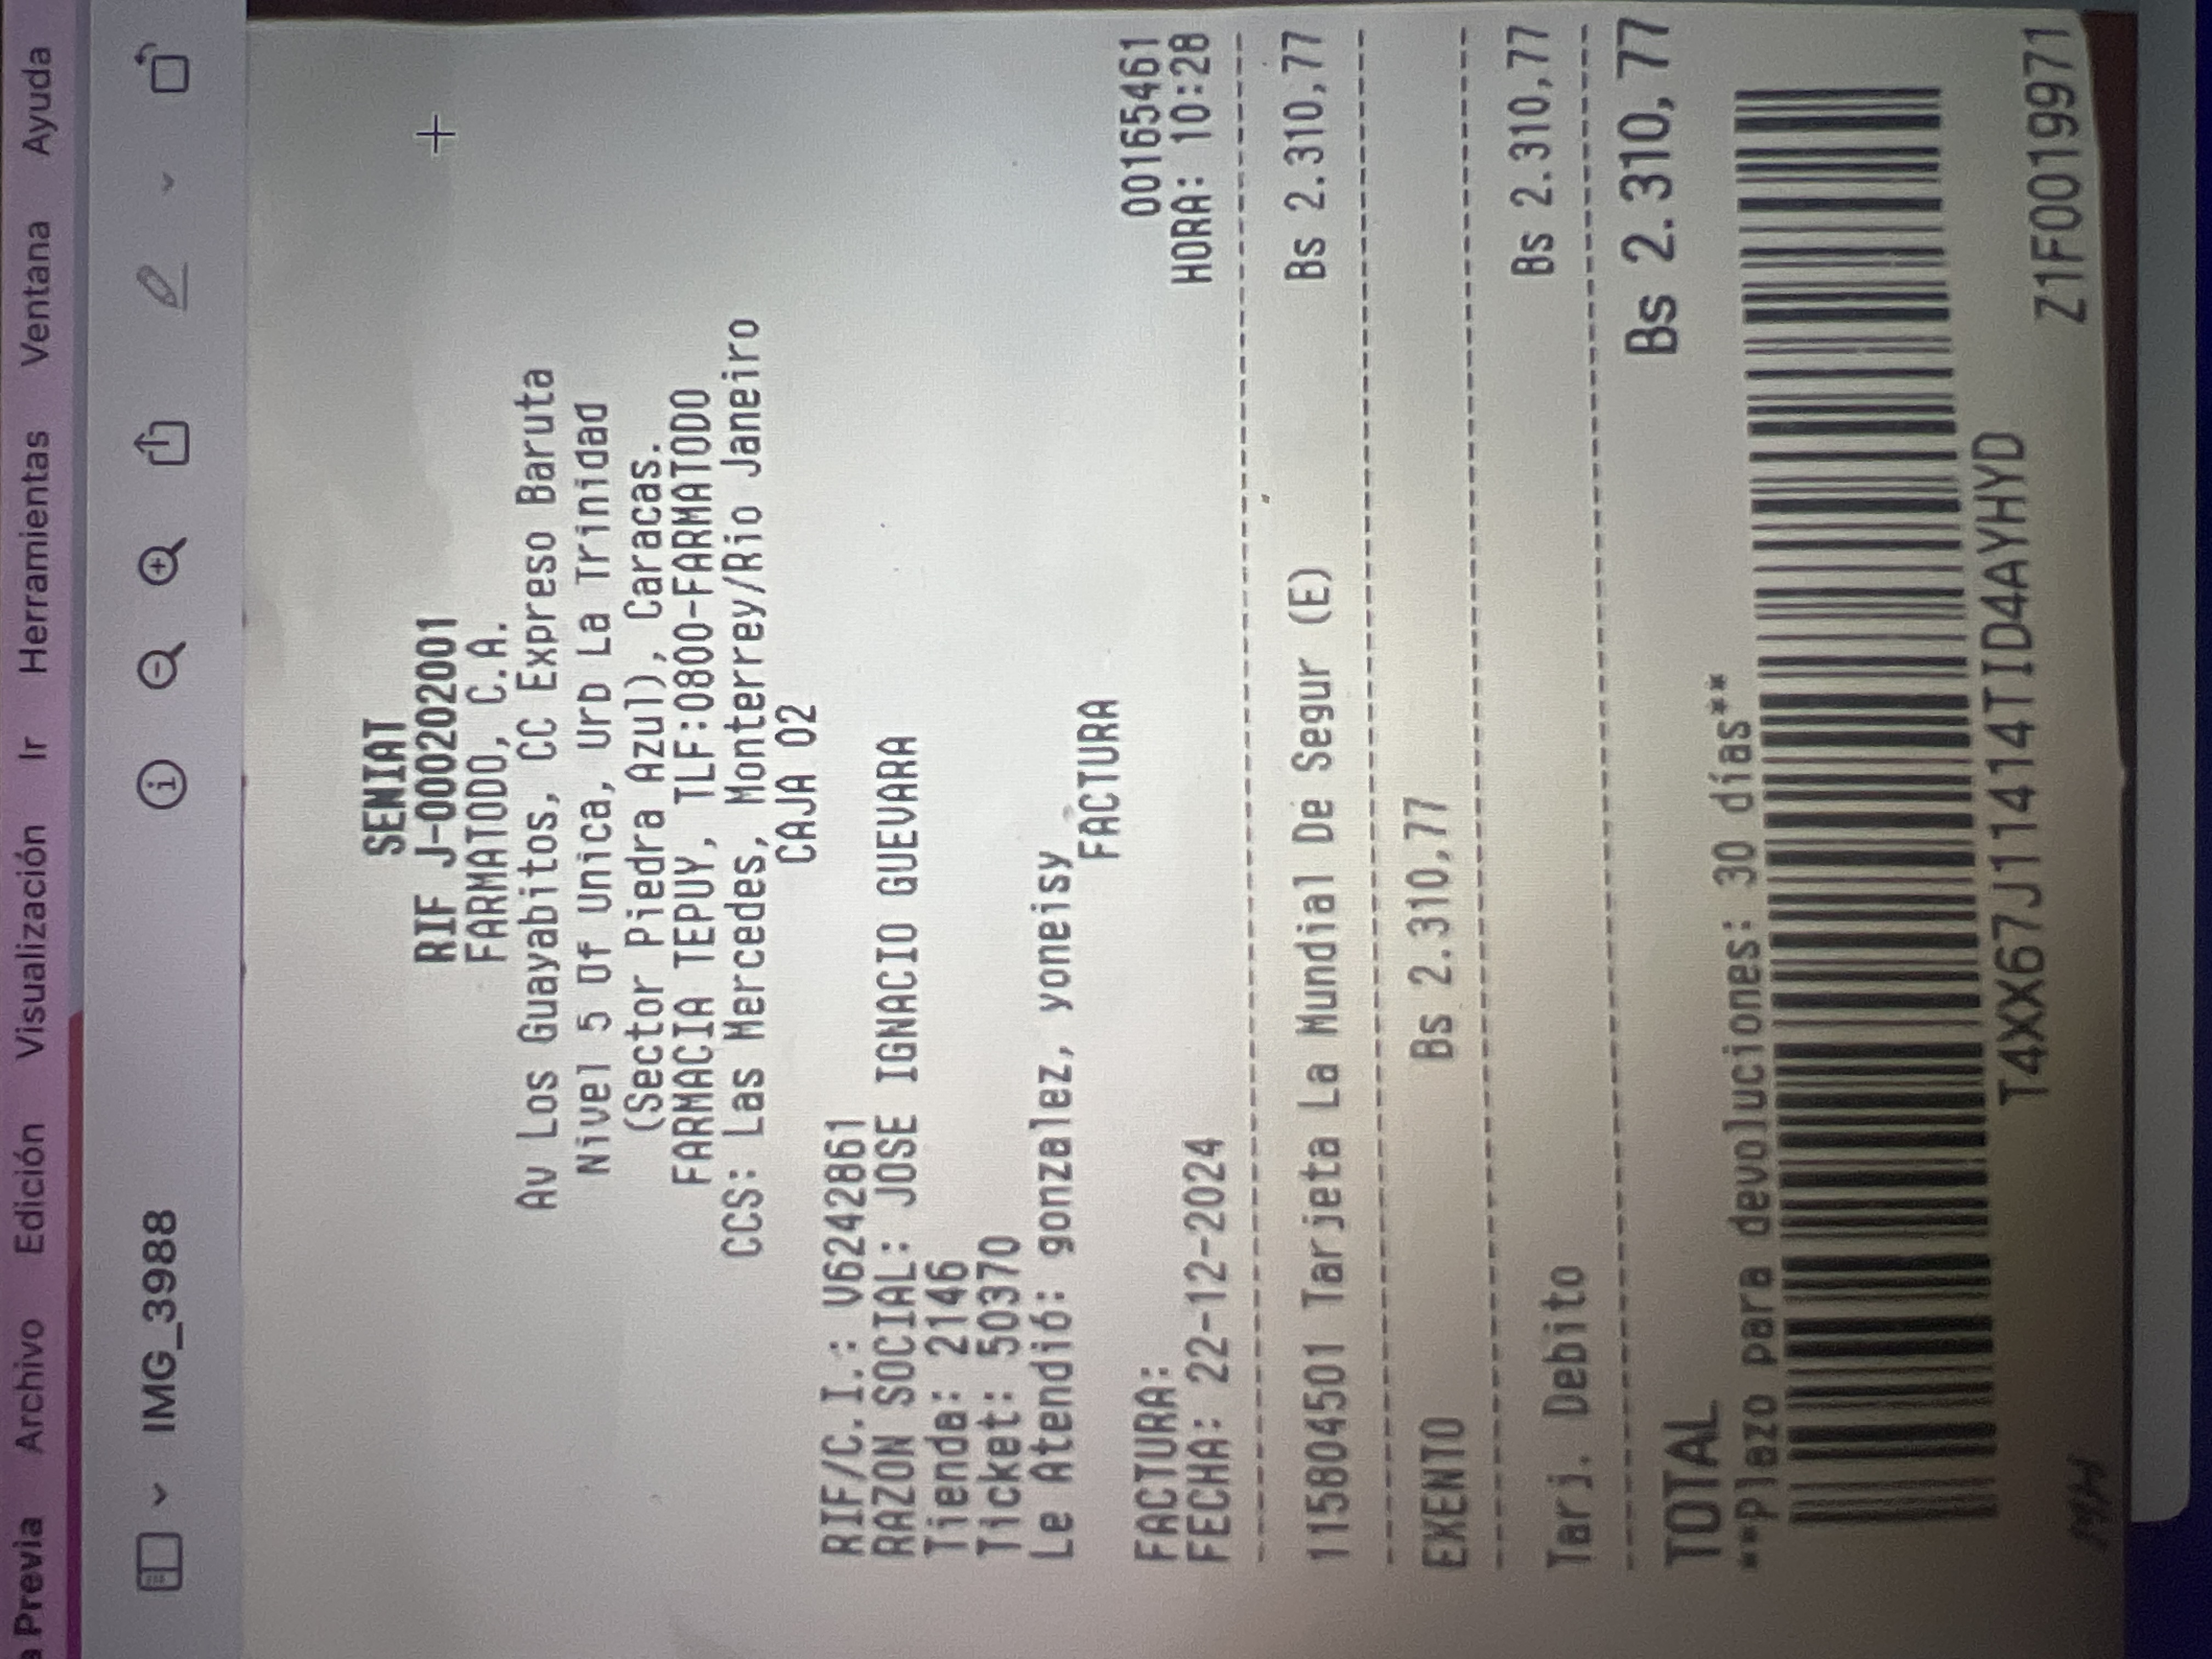 Previa Archivo Edición Visualización Ir Herramientas Ventana Ayuda
IMG_3988
SENIAT
RIF J-000202001
FARMATODO, C.A.
Av Los Guayabitos, CC Expreso Baruta
Nivel 5 Of Unica, Urb La Trinidad
(Sector Piedra Azul), Caracas.
FARMACIA TEPUY, TLF:0800-FARMATODO
CCS: Las Mercedes, Monterrey/Rio Janeiro
CAJA 02
RIF/C.I.: V6242861
RAZON SOCIAL: JOSE IGNACIO GUEVARA
Tienda: 2146
Ticket: 50370
Le Atendió: gonzalez, yoneisy
FACTURA
FACTURA: 00165461
FECHA: 22-12-2024 HORA: 10:28
115804501 Tarjeta La Mundial De Segur (E) Bs 2.310,77
EXENTO Bs 2.310,77
Tarj. Debito Bs 2.310,77
TOTAL Bs 2.310,77
**Plazo para devoluciones: 30 días**
T4XX67J11414TID4AYHYD
MH Z1F0019971